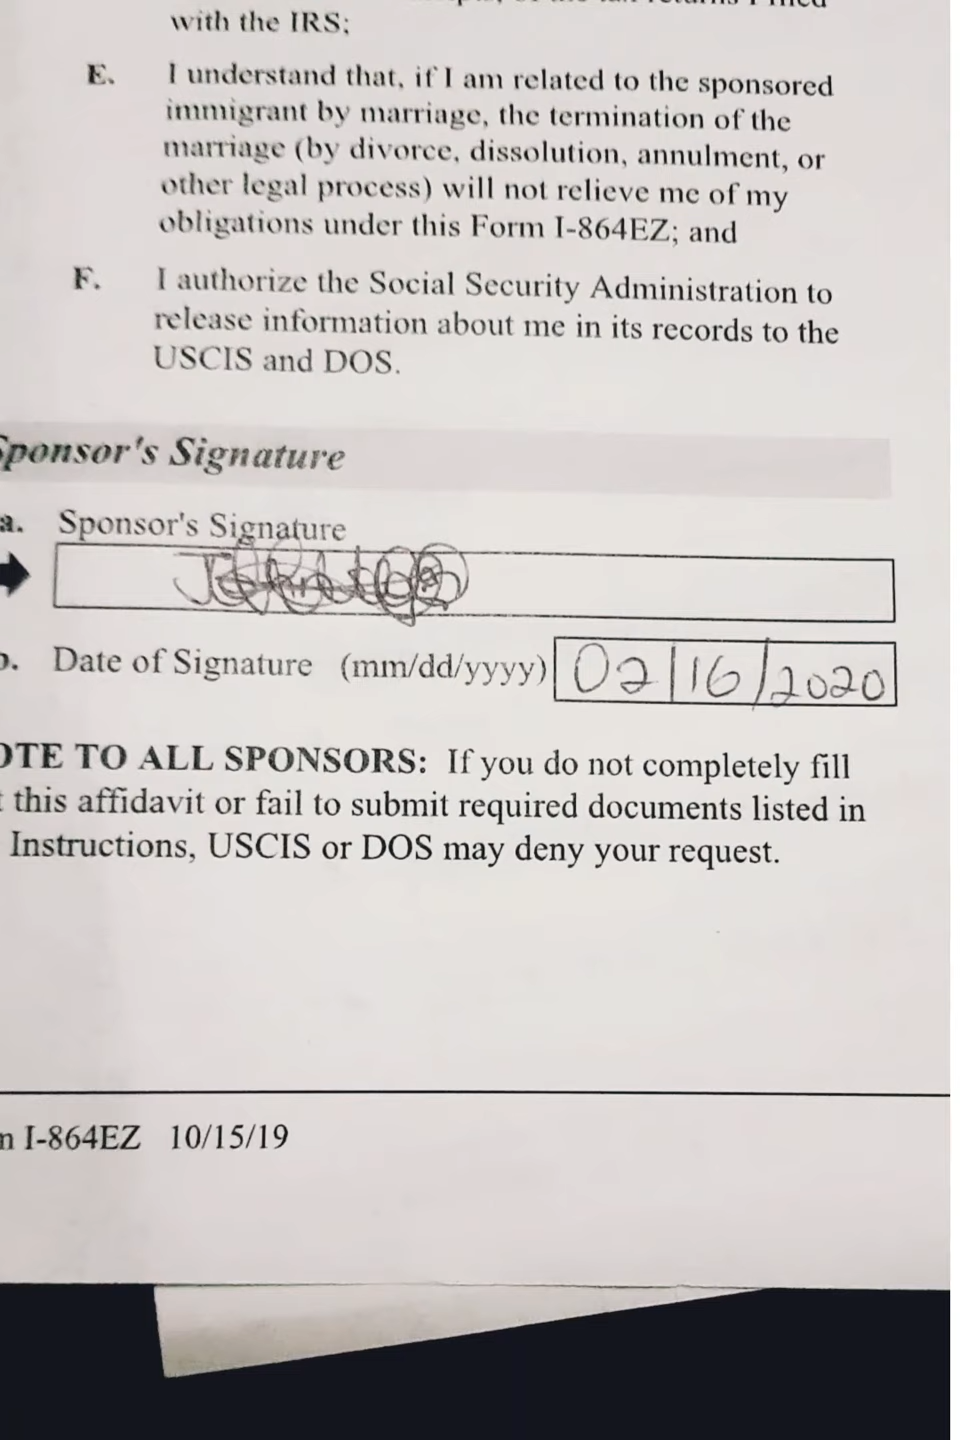 with the IRS;
E. I understand that, if I am related to the sponsored
immigrant by marriage, the termination of the
marriage (by divorce, dissolution, annulment, or
other legal process) will not relieve me of my
obligations under this Form I-864EZ; and
F. I authorize the Social Security Administration to
release information about me in its records to the
USCIS and DOS.
Sponsor's Signature
a. Sponsor's Signature
Date of Signature (mm/dd/yyyy) 02/16/2020
OTE TO ALL SPONSORS: If you do not completely fill
this affidavit or fail to submit required documents listed in
Instructions, USCIS or DOS may deny your request.
I-864EZ 10/15/19